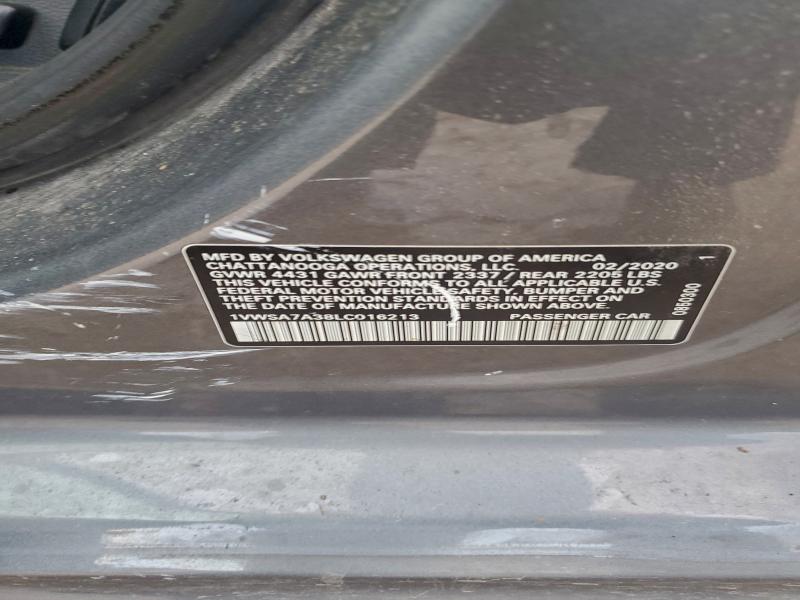 MFD BY VOLKSWAGEN GROUP OF AMERICA
CHATTANOOGA OPERATIONS, LLC. 02/2020
GVWR 4431 GAWR FRONT 2337/ REAR 2205 LBS
THIS VEHICLE CONFORMS TO ALL APPLICABLE U.S.
FEDERAL MOTOR VEHICLE SAFETY, BUMPER AND
THEFT PREVENTION STANDARDS IN EFFECT ON
THE DATE OF MANUFACTURE SHOWN ABOVE.
1VWSA7A38LC016213 PASSENGER CAR
0850300 1